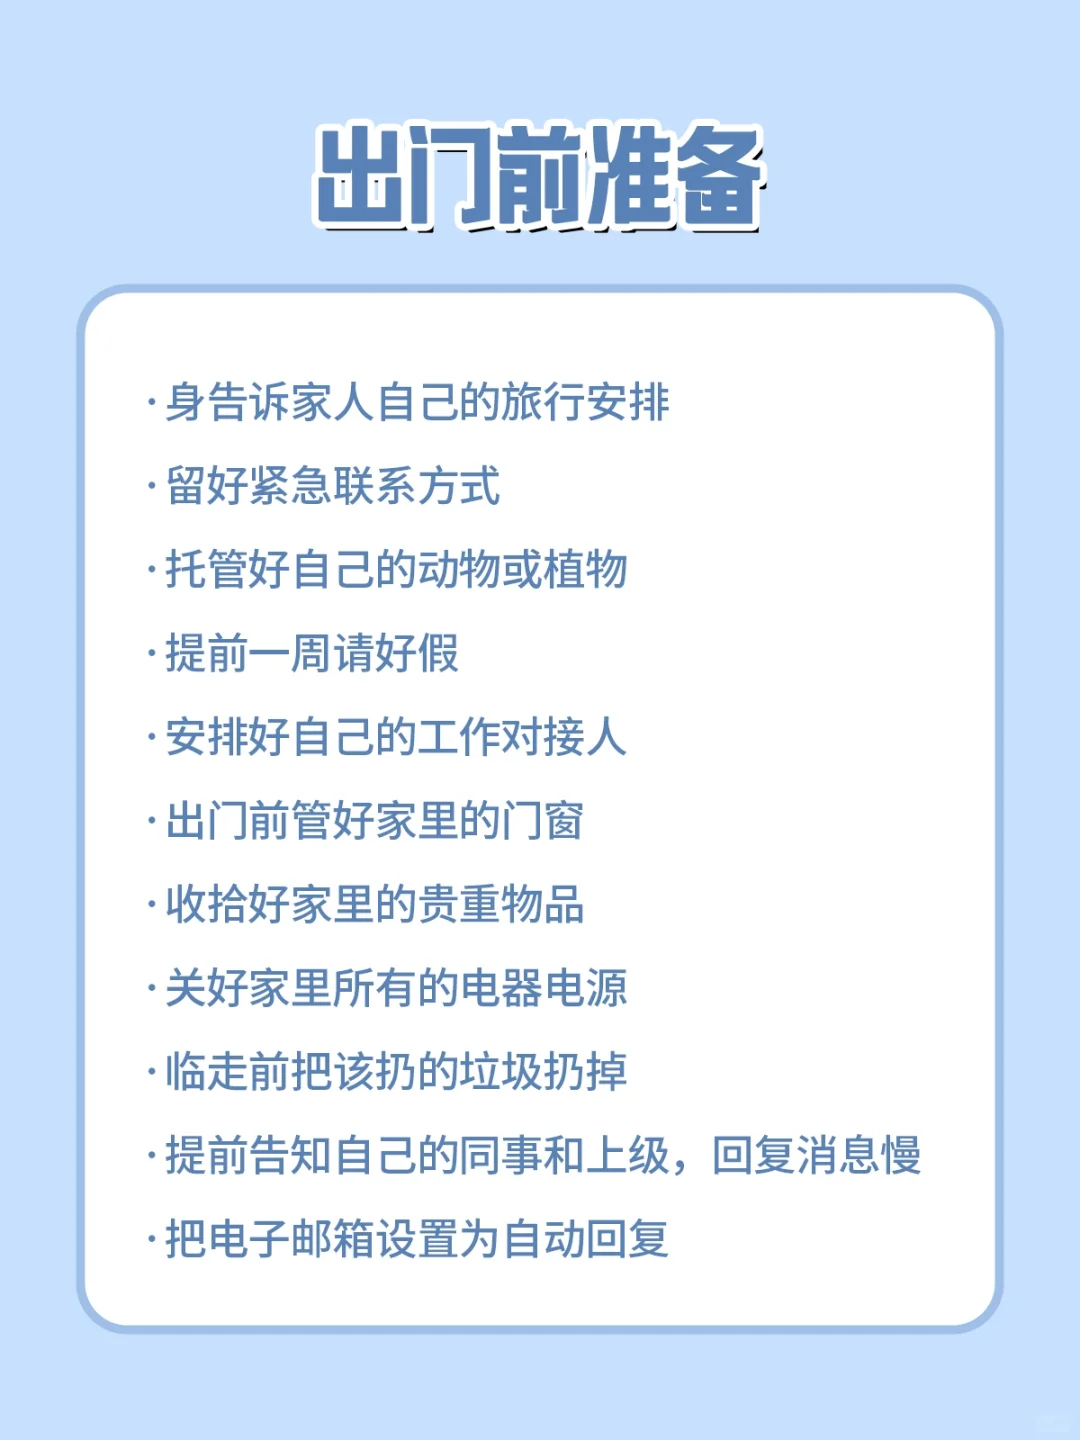 出门前准备
·身告诉家人自己的旅行安排
·留好紧急联系方式
·托管好自己的动物或植物
·提前一周请好假
·安排好自己的工作对接人
·出门前管好家里的门窗
·收拾好家里的贵重物品
·关好家里所有的电器电源
·临走前把该扔的垃圾扔掉
·提前告知自己的同事和上级，回复消息慢
·把电子邮箱设置为自动回复